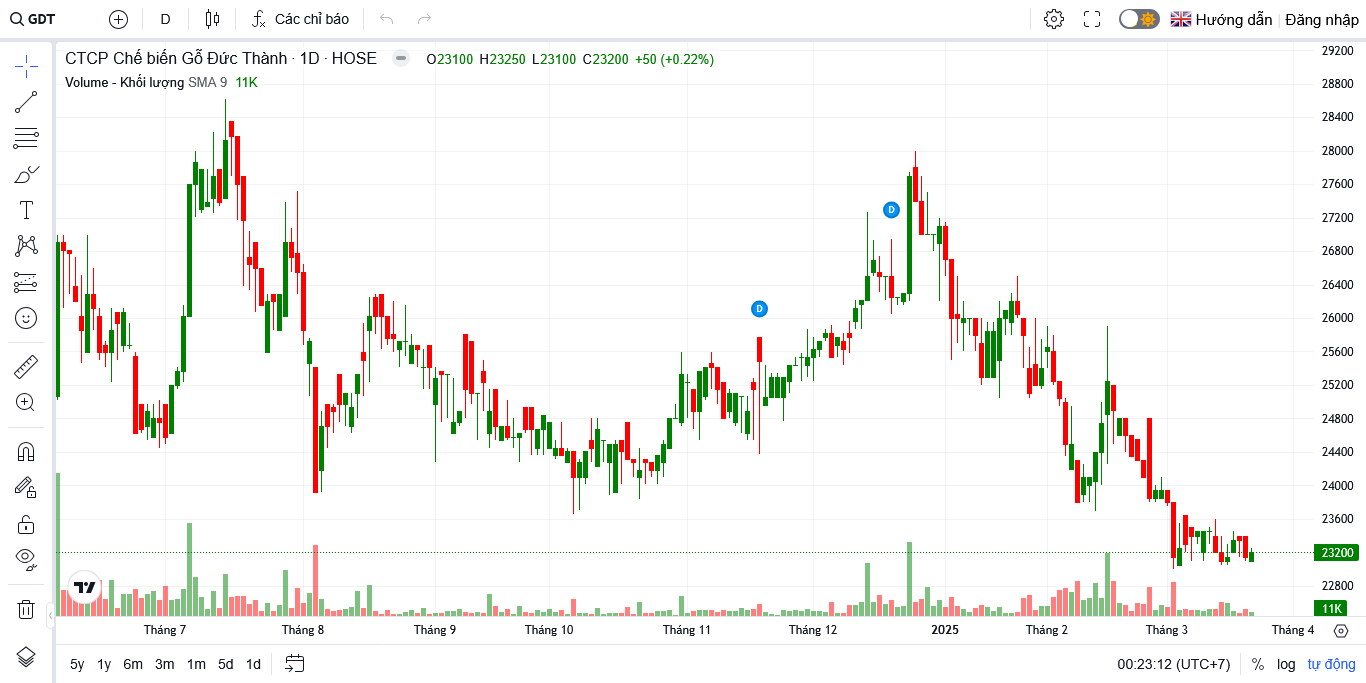 GDT D Các chỉ báo Hướng dẫn Đăng nhập
CTCP Chế biến Gỗ Đức Thành · 1D · HOSE O23100 H23250 L23100 C23200 +50 (+0.22%)
Volume - Khối lượng SMA 9 11K
29200
28800
28400
28000
27600
27200
26800
26400
26000
25600
25200
24800
24400
24000
23600
23200
22800
11K
D
D
Tháng 7 Tháng 8 Tháng 9 Tháng 10 Tháng 11 Tháng 12 2025 Tháng 2 Tháng 3 Tháng 4
5y 1y 6m 3m 1m 5d 1d 00:23:12 (UTC+7) % log tự động